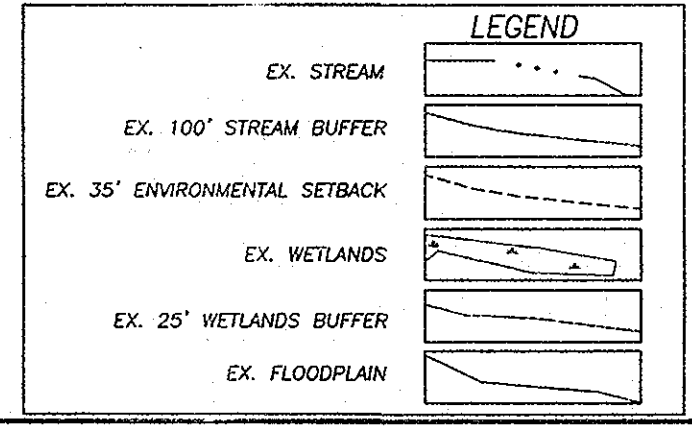 LEGEND
EX. STREAM
EX. 100' STREAM BUFFER
EX. 35' ENVIRONMENTAL SETBACK
EX. WETLANDS
EX. 25' WETLANDS BUFFER
EX. FLOODPLAIN